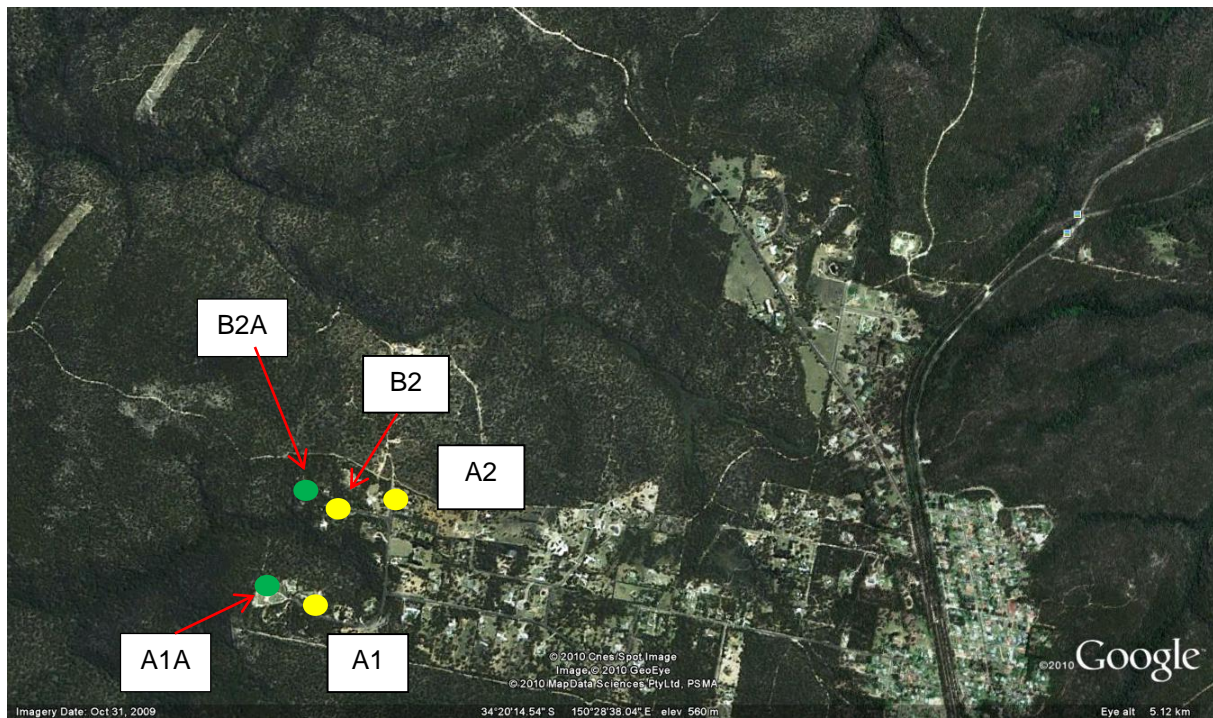 B2A
B2
A2
A1A
A1
© 2010 Cnes/Spot Image
Image © 2010 GeoEye
© 2010 MapData Sciences PtyLtd, PSMA
©2010 Google
Imagery Date: Oct 31, 2009
34°20'14.54" S 150°28'38.04" E elev 560 m
Eye alt 5.12 km